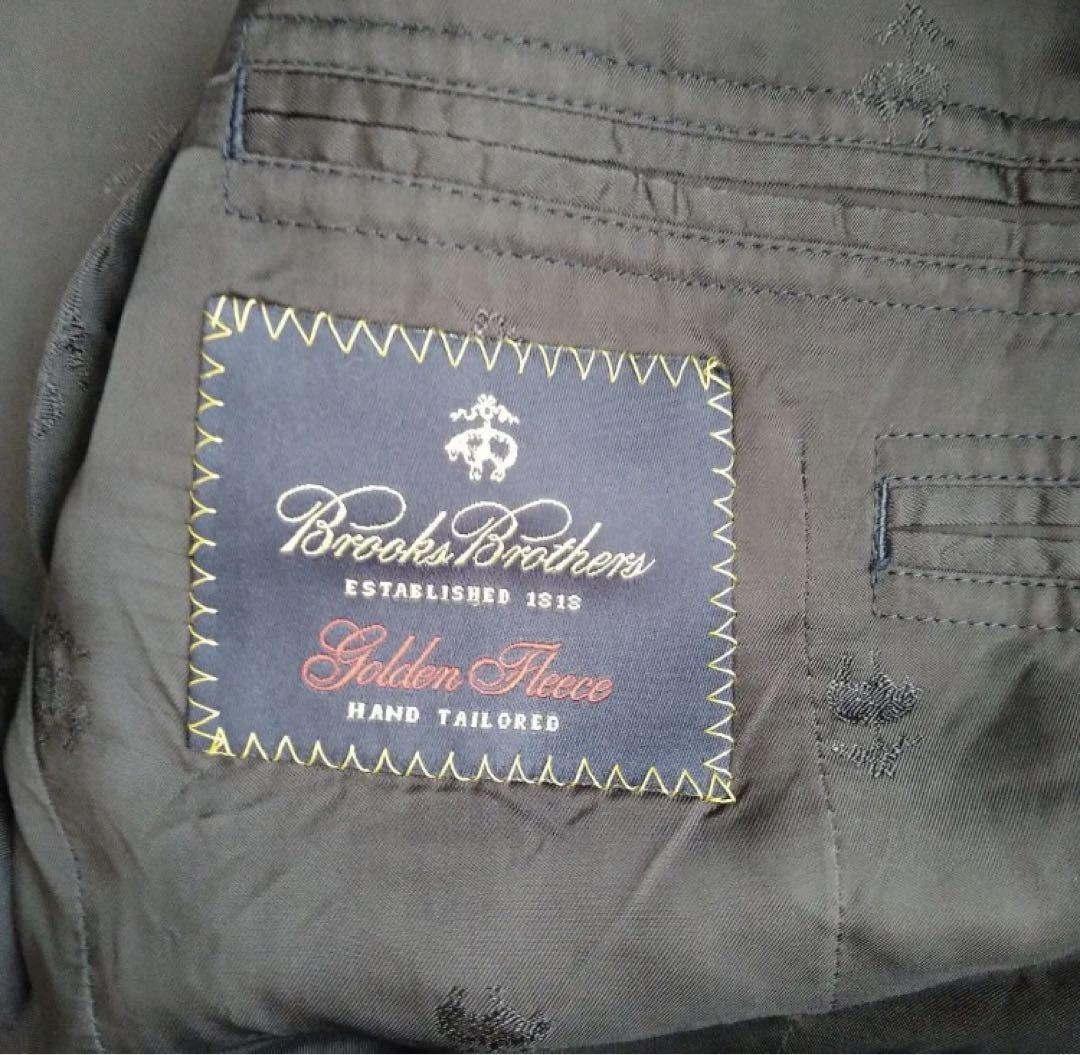 Brooks Brothers
ESTABLISHED 1818
Golden Fleece
HAND TAILORED